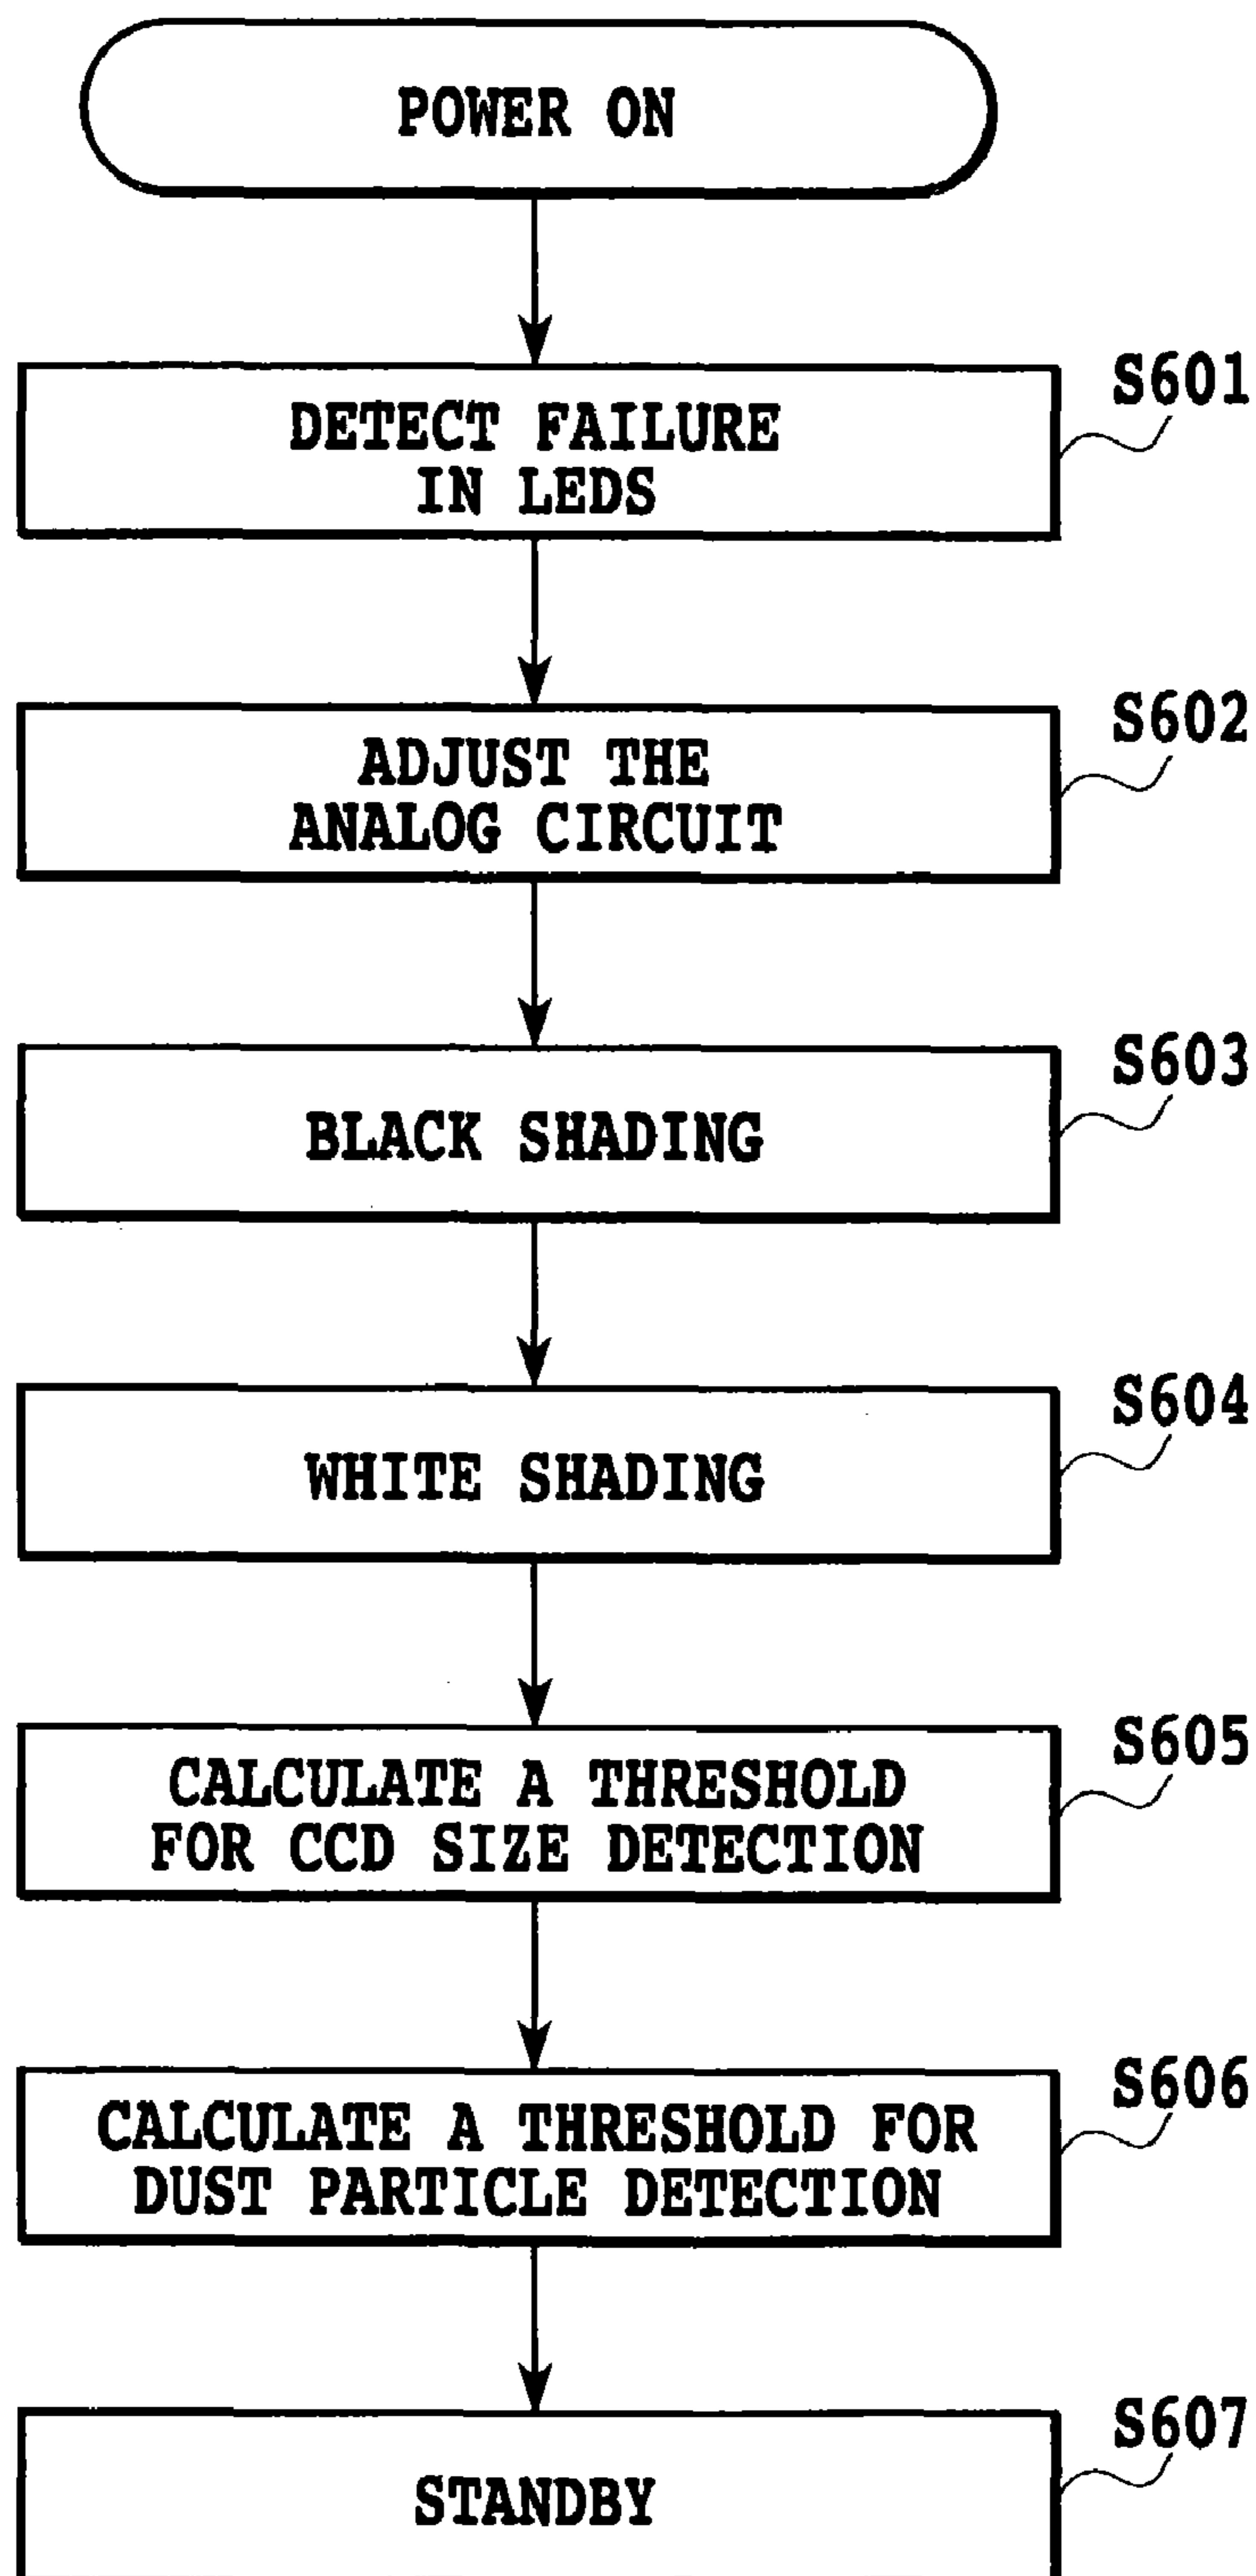 POWER ON
S601
DETECT FAILURE
IN LEDS
S602
ADJUST THE
ANALOG CIRCUIT
S603
BLACK SHADING
S604
WHITE SHADING
S605
CALCULATE A THRESHOLD
FOR CCD SIZE DETECTION
S606
CALCULATE A THRESHOLD FOR
DUST PARTICLE DETECTION
S607
STANDBY